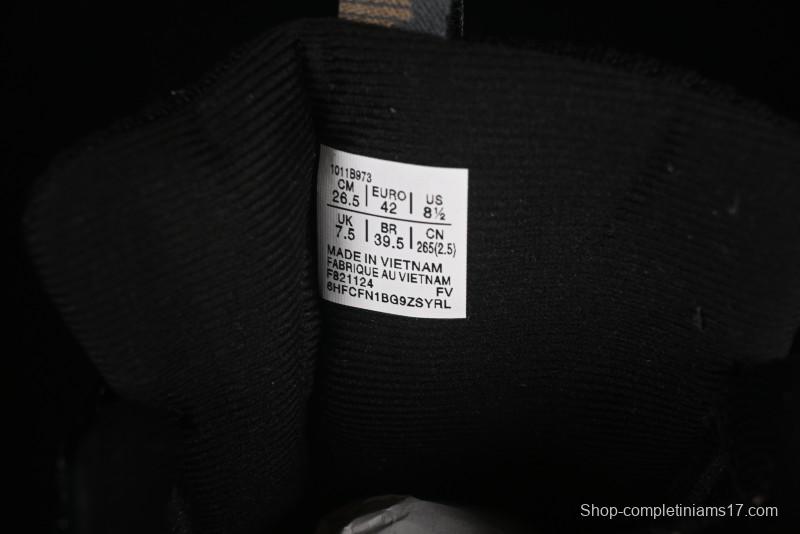 1011B973
CM EURO US
26.5 42 8½
UK BR CN
7.5 39.5 265(2.5)
MADE IN VIETNAM
FABRIQUE AU VIETNAM
F821124 FV
6HFCFN1BG9ZSYRL
Shop-completiniams17.com